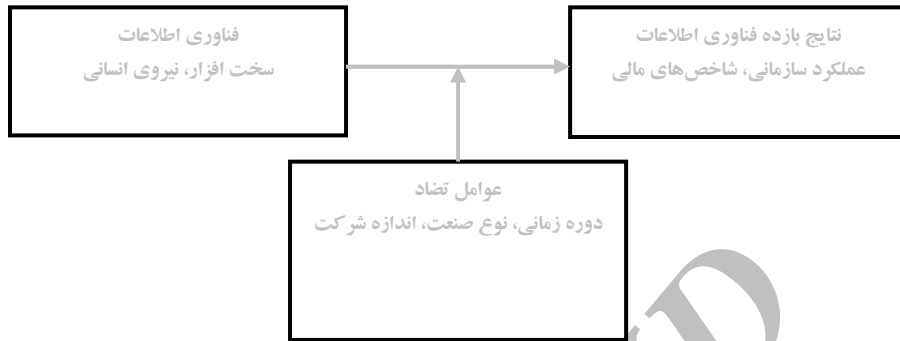 نتایج بازده فناوری اطلاعات
عملکرد سازمانی، شاخص‌های مالی
فناوری اطلاعات
سخت افزار، نیروی انسانی
عوامل تضاد
دوره زمانی، نوع صنعت، اندازه شرکت